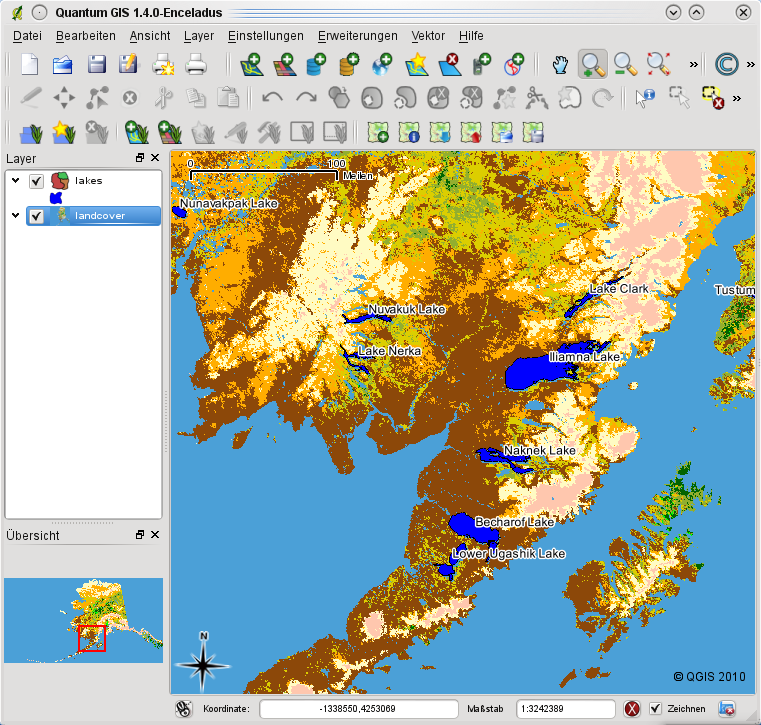 Quantum GIS 1.4.0-Enceladus
Datei Bearbeiten Ansicht Layer Einstellungen Erweiterungen Vektor Hilfe
Layer
lakes
landcover
Übersicht
0 100 Meilen
Nunavakpak Lake
Lake Clark
Tustum
Nuvakuk Lake
Lake Nerka
Iliamna Lake
Naknek Lake
Becharof Lake
Lower Ugashik Lake
N
© QGIS 2010
Koordinate: -1338550,4253069 Maßstab 1:3242389 Zeichnen